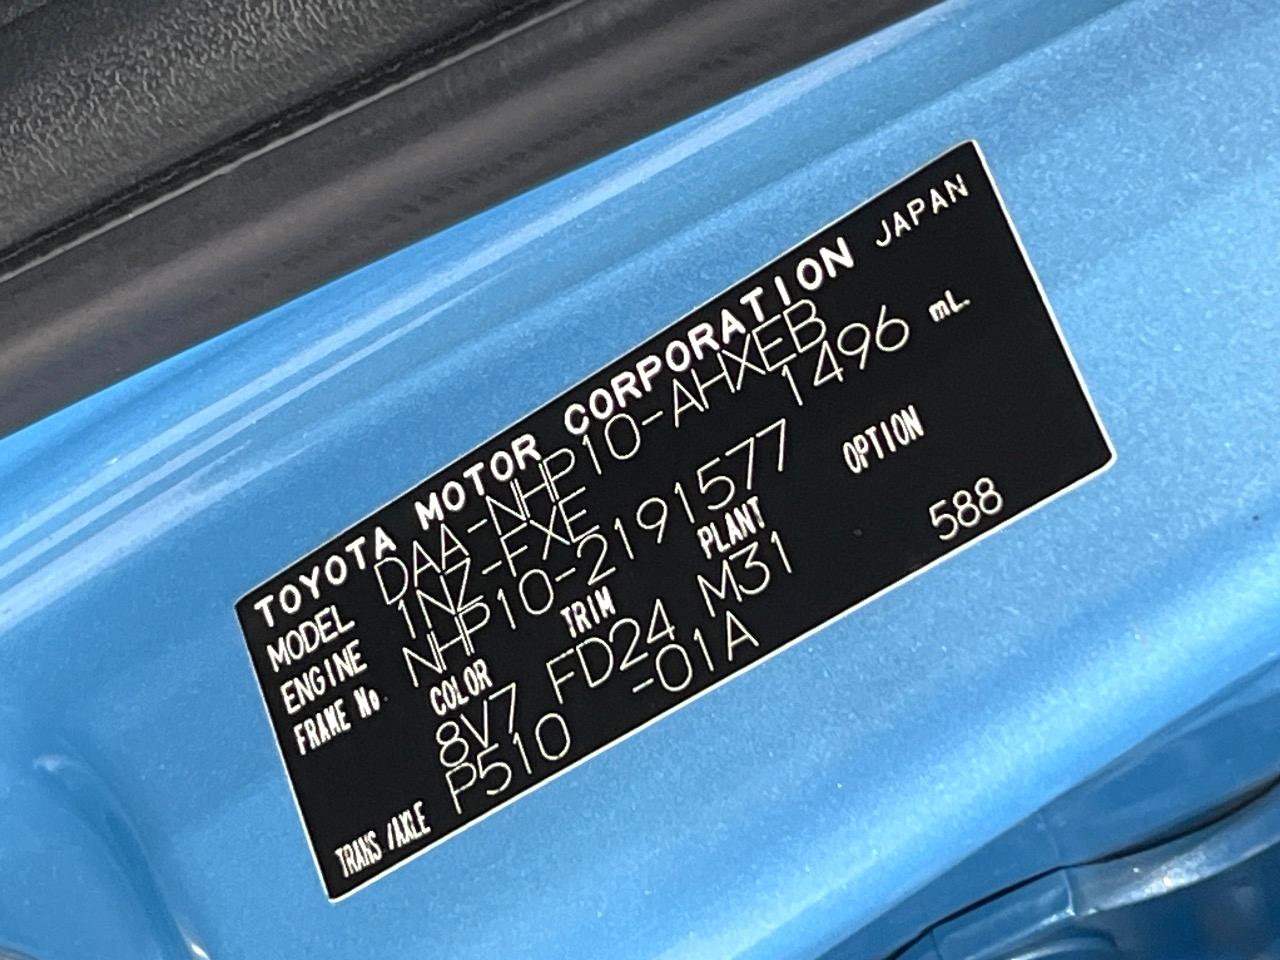 TOYOTA MOTOR CORPORATION JAPAN
MODEL DAA-NHP10-AHXEB
ENGINE 1NZ-FXE 1496 mL
FRAME No. NHP10-2191577
COLOR TRIM PLANT OPTION
8V7 FD24 M31 588
TRANS/AXLE P510 -01A